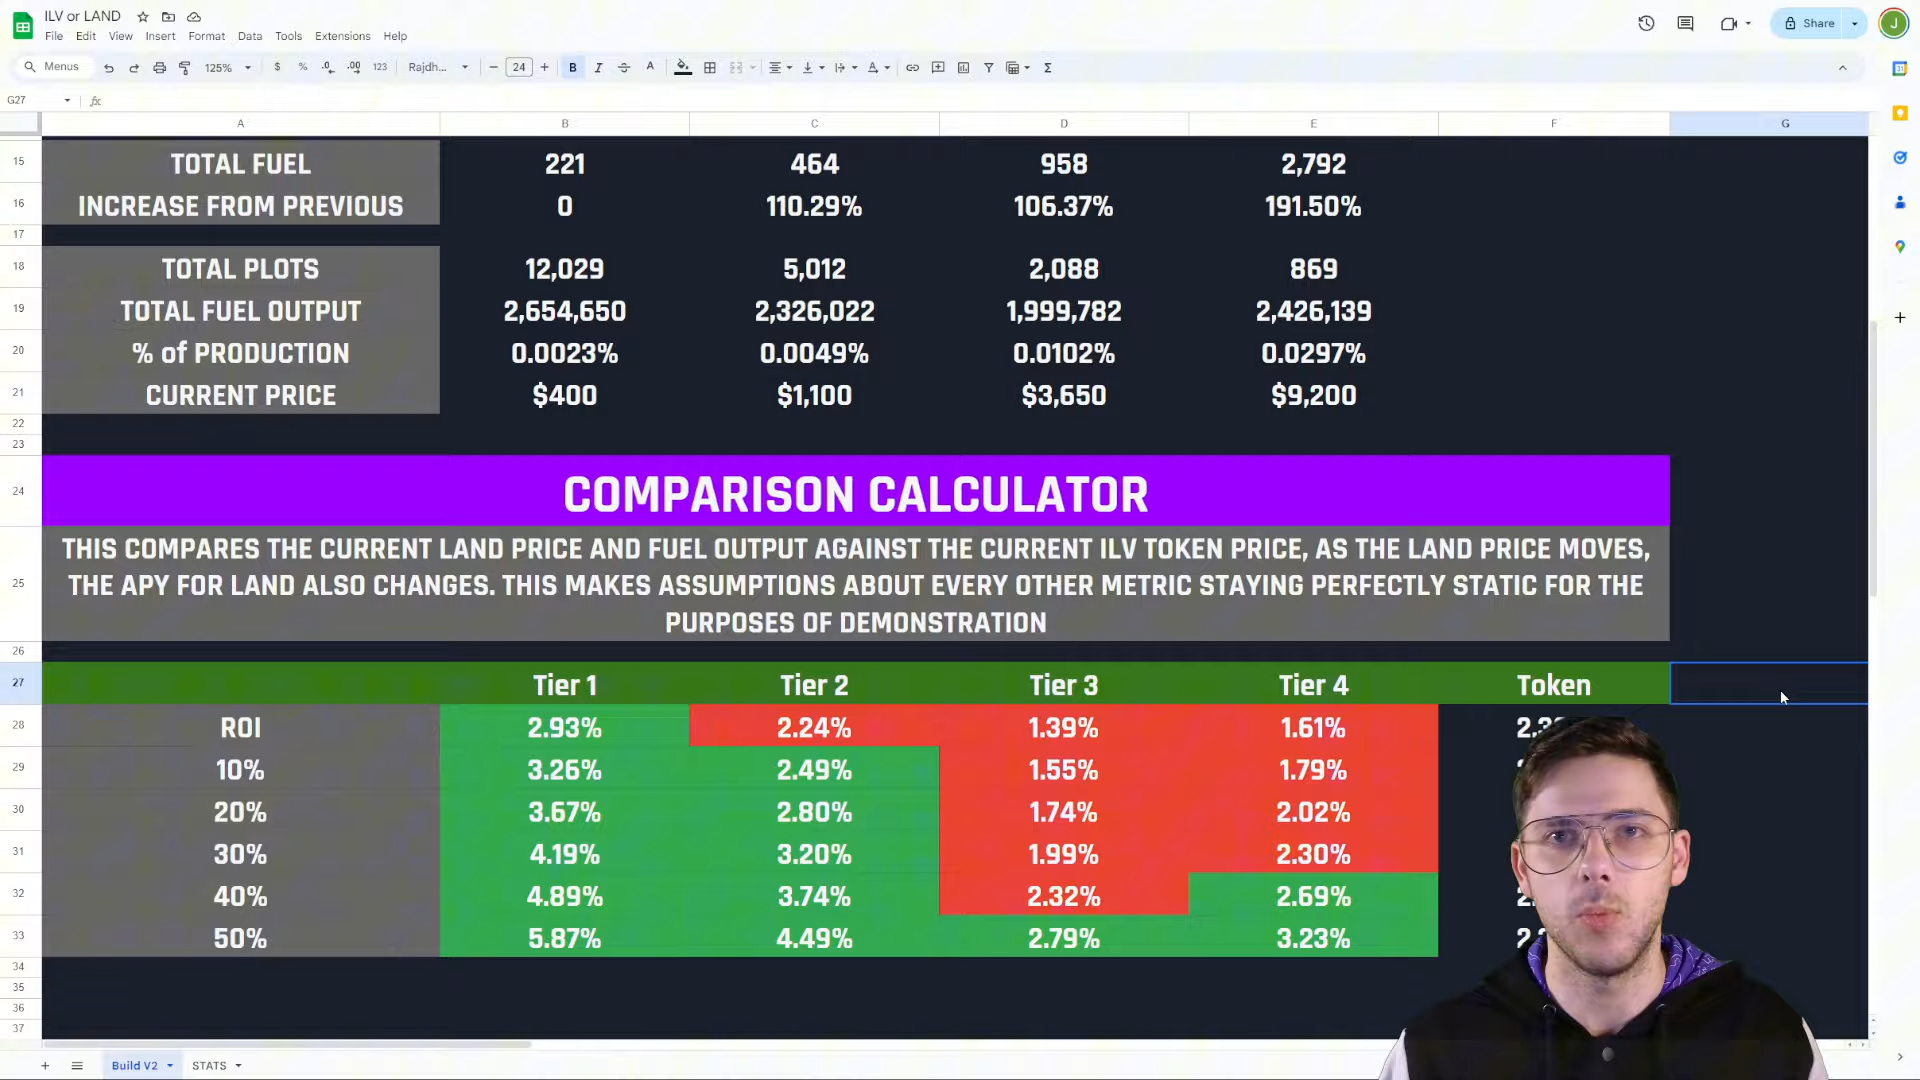 ILV or LAND
File Edit View Insert Format Data Tools Extensions Help
Share
J
Menus
125%
$ % .0 .00 123
Rajdh...
24
B I
G27
fx
A B C D E F G
15 TOTAL FUEL 221 464 958 2,792
16 INCREASE FROM PREVIOUS 0 110.29% 106.37% 191.50%
17
18 TOTAL PLOTS 12,029 5,012 2,088 869
19 TOTAL FUEL OUTPUT 2,654,650 2,326,022 1,999,782 2,426,139
20 % of PRODUCTION 0.0023% 0.0049% 0.0102% 0.0297%
21 CURRENT PRICE $400 $1,100 $3,650 $9,200
22
23
24 COMPARISON CALCULATOR
THIS COMPARES THE CURRENT LAND PRICE AND FUEL OUTPUT AGAINST THE CURRENT ILV TOKEN PRICE, AS THE LAND PRICE MOVES,
25 THE APY FOR LAND ALSO CHANGES. THIS MAKES ASSUMPTIONS ABOUT EVERY OTHER METRIC STAYING PERFECTLY STATIC FOR THE
PURPOSES OF DEMONSTRATION
26
27 Tier 1 Tier 2 Tier 3 Tier 4 Token
28 ROI 2.93% 2.24% 1.39% 1.61%
29 10% 3.26% 2.49% 1.55% 1.79%
30 20% 3.67% 2.80% 1.74% 2.02%
31 30% 4.19% 3.20% 1.99% 2.30%
32 40% 4.89% 3.74% 2.32% 2.69%
33 50% 5.87% 4.49% 2.79% 3.23%
34
35
36
37
Build V2 STATS